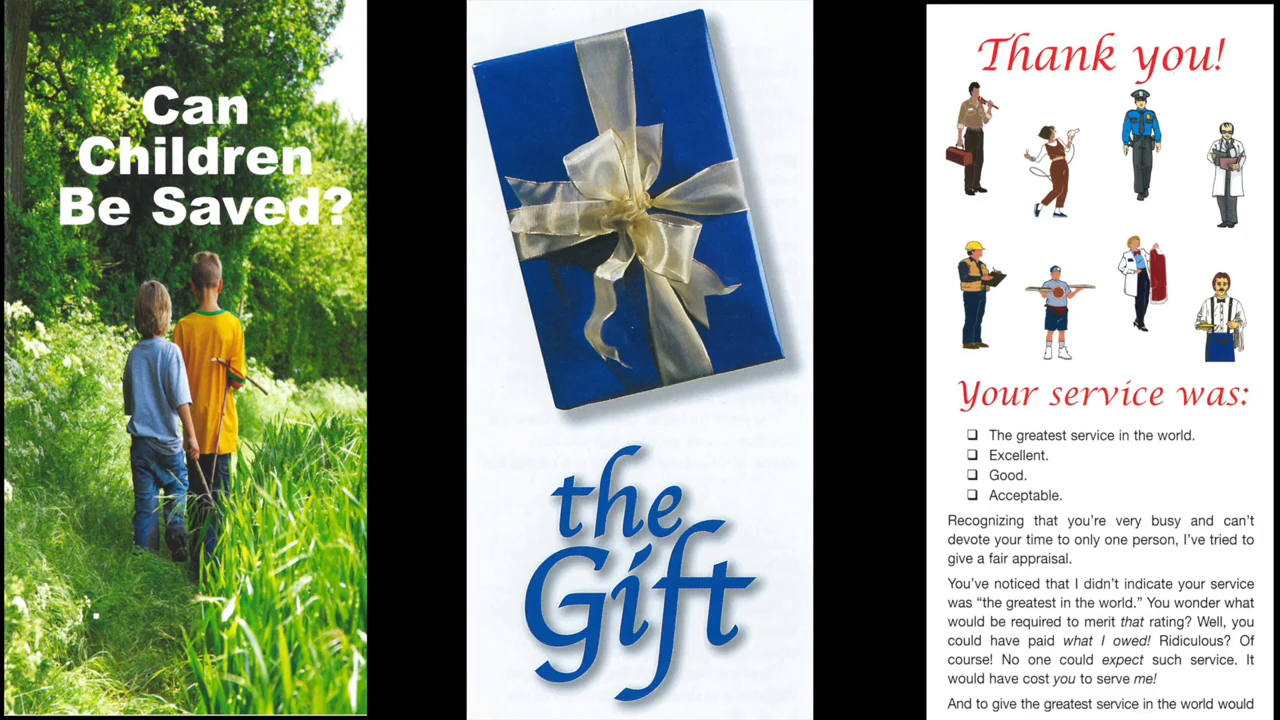 Can
Children
Be Saved?
the
Gift
Thank you!
Your service was:
❏ The greatest service in the world.
❏ Excellent.
❏ Good.
❏ Acceptable.
Recognizing that you're very busy and can't
devote your time to only one person, I've tried to
give a fair appraisal.
You've noticed that I didn't indicate your service
was “the greatest in the world.” You wonder what
would be required to merit that rating? Well, you
could have paid what I owed! Ridiculous? Of
course! No one could expect such service. It
would have cost you to serve me!
And to give the greatest service in the world would